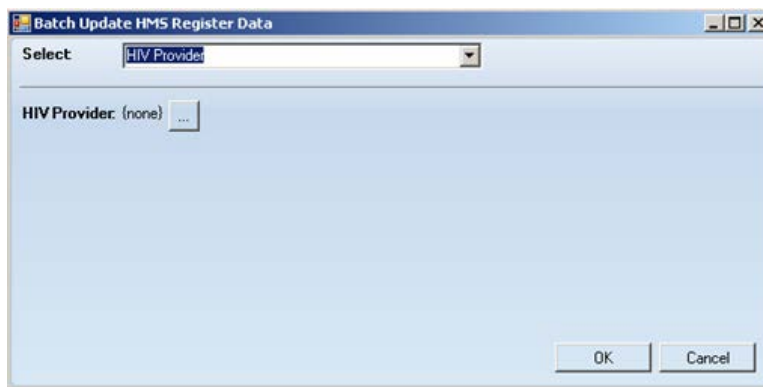 Batch Update HMS Register Data
Select: HIV Provider
HIV Provider: {none} ...
OK Cancel